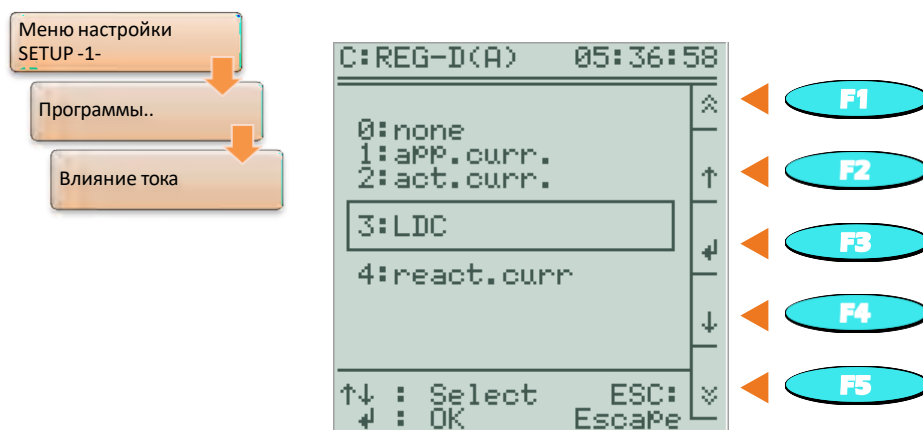 Меню настройки
SETUP -1-
Программы..
Влияние тока
C:REG-D(A) 05:36:58
0:none
1:app.curr.
2:act.curr.
3:LDC
4:react.curr
↑↓ : Select ESC:
↲ : OK Escape
F1
F2
F3
F4
F5